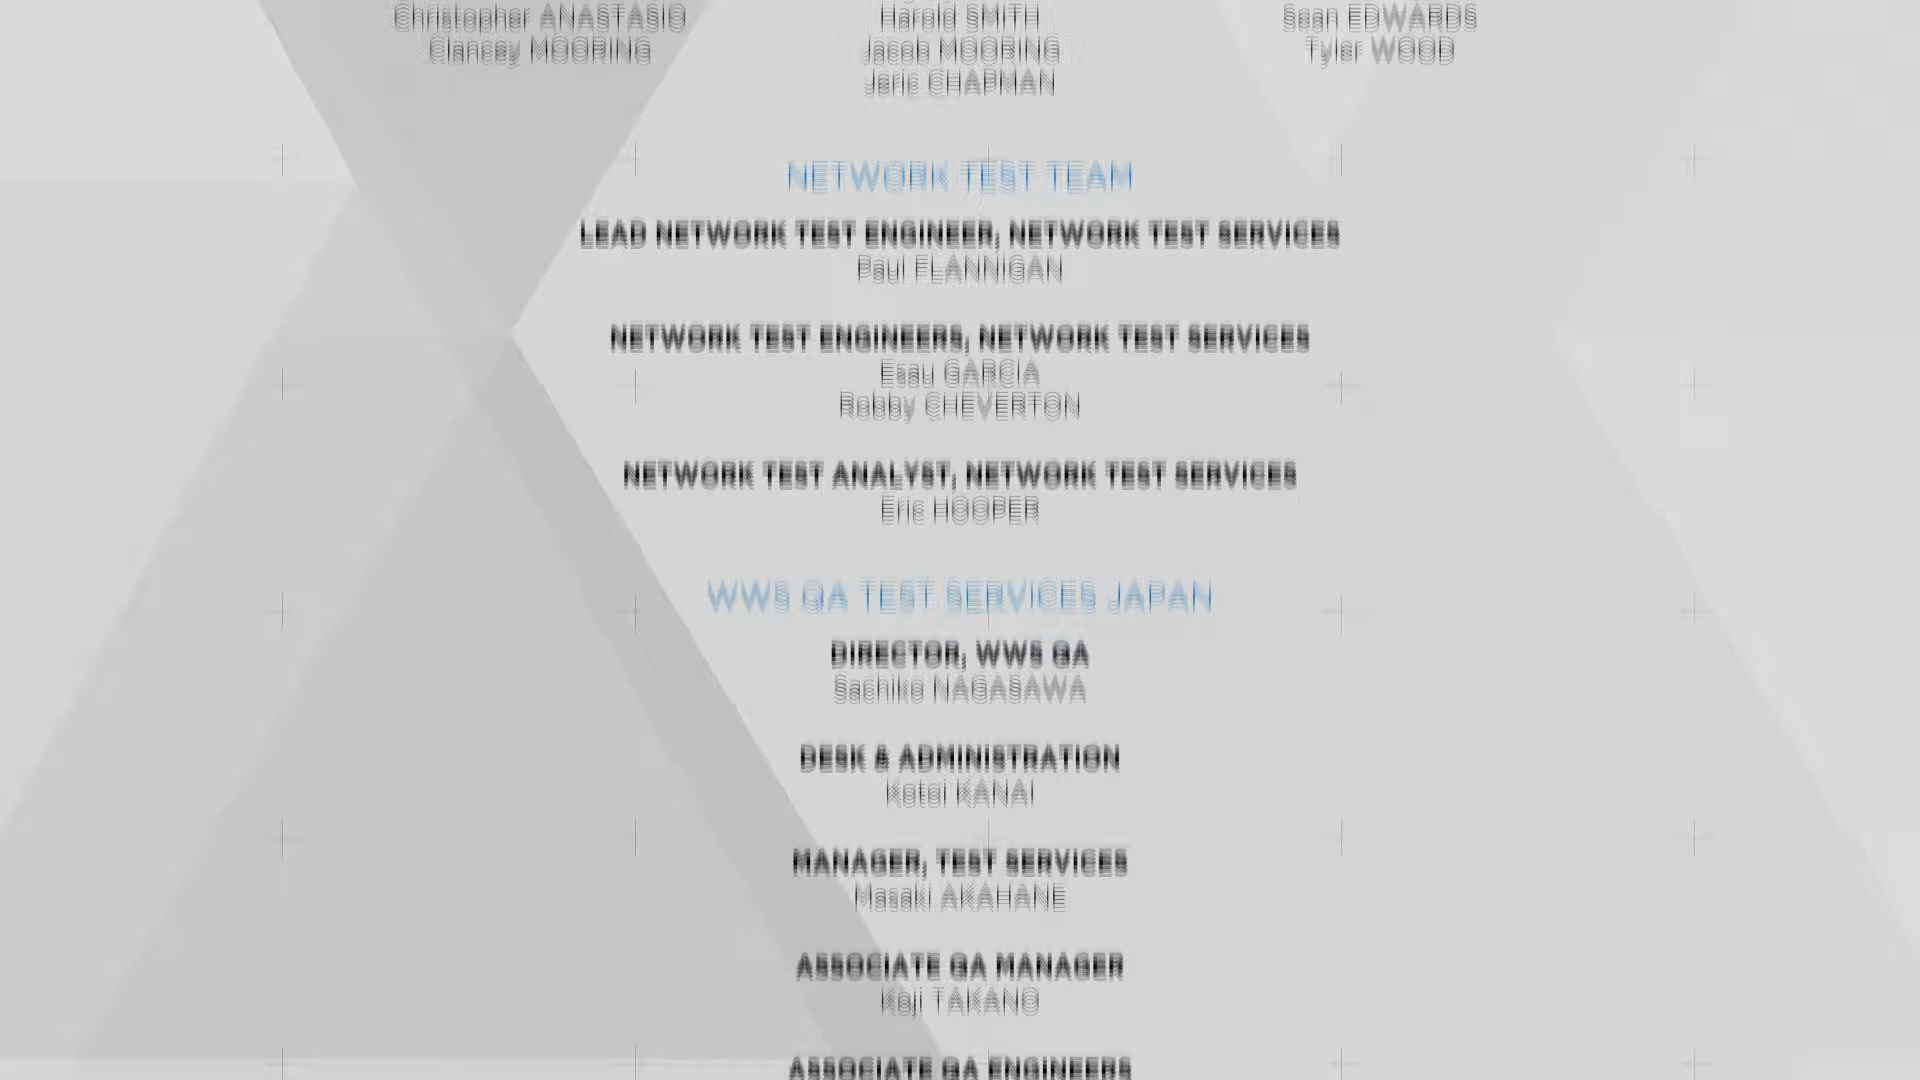 Christopher ANASTASIO
Harold SMITH
Sean EDWARDS
Clancey MOORING
Jacob MOORING
Tyler WOOD
Jaric CHAPMAN
NETWORK TEST TEAM
LEAD NETWORK TEST ENGINEER, NETWORK TEST SERVICES
Paul FLANNIGAN
NETWORK TEST ENGINEERS, NETWORK TEST SERVICES
Esau GARCIA
Robby CHEVERTON
NETWORK TEST ANALYST, NETWORK TEST SERVICES
Eric HOOPER
WWS QA TEST SERVICES JAPAN
DIRECTOR, WWS QA
Sachiko NAGASAWA
DESK & ADMINISTRATION
Kotoi KANAI
MANAGER, TEST SERVICES
Masaki AKAHANE
ASSOCIATE QA MANAGER
Koji TAKANO
ASSOCIATE QA ENGINEERS